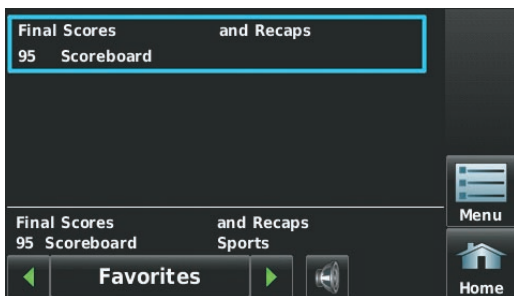 Final Scores and Recaps
95 Scoreboard
Final Scores and Recaps
95 Scoreboard Sports
Favorites
Menu
Home